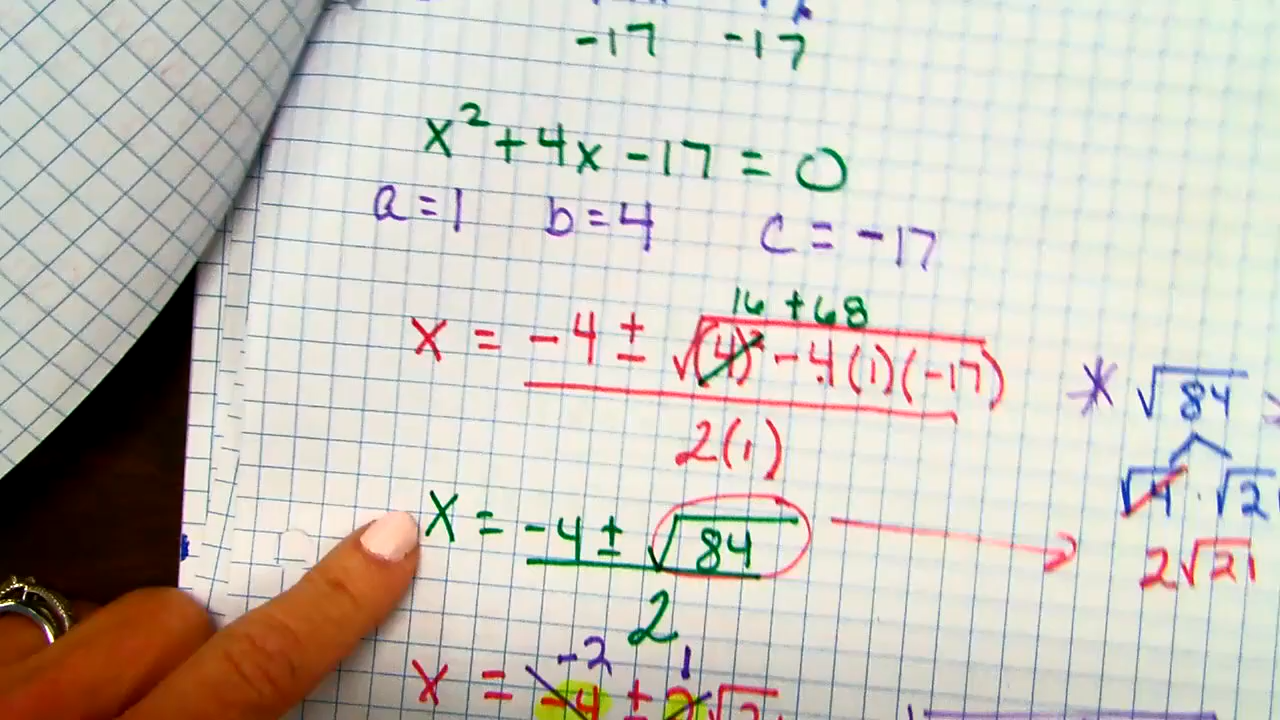 -17 -17
x² + 4x - 17 = 0
a = 1 b = 4 c = -17
16 + 68
x = -4 ± √(4)² - 4(1)(-17)
2(1)
* √84
√4 · √2
x = -4 ± √84
2√21
2
-2 1
x = -4 ± 2√2